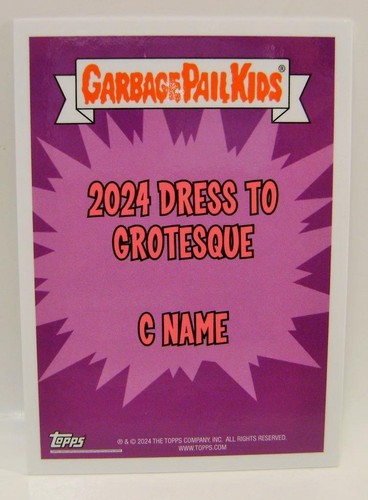 GARBAGE PAIL KIDS®
2024 DRESS TO
GROTESQUE
C NAME
topps
® & © 2024 THE TOPPS COMPANY, INC. ALL RIGHTS RESERVED.
WWW.TOPPS.COM